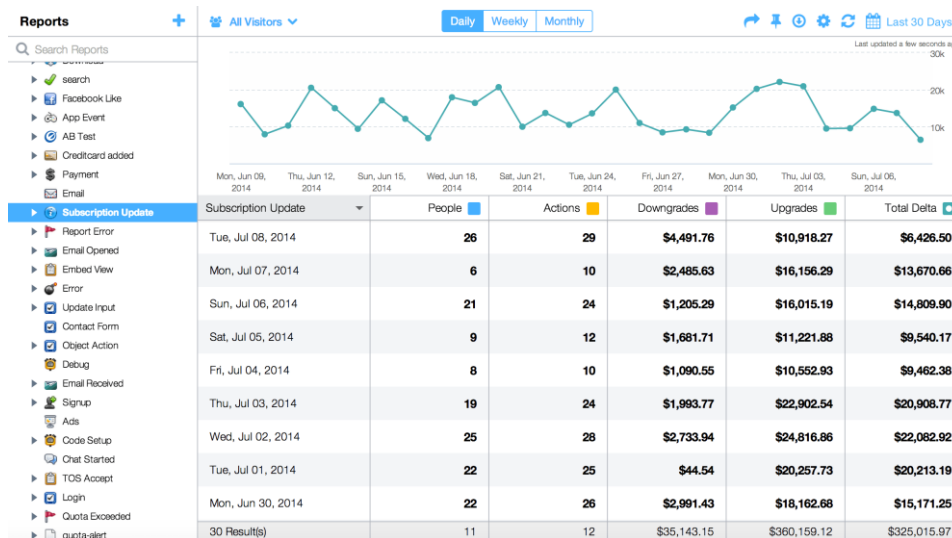 Reports
+
All Visitors
Daily Weekly Monthly
Last 30 Days
Search Reports
Last updated a few seconds a
30k
20k
10k
Mon, Jun 09, 2014
Thu, Jun 12, 2014
Sun, Jun 15, 2014
Wed, Jun 18, 2014
Sat, Jun 21, 2014
Tue, Jun 24, 2014
Fri, Jun 27, 2014
Mon, Jun 30, 2014
Thu, Jul 03, 2014
Sun, Jul 06, 2014
Download
search
Facebook Like
App Event
AB Test
Creditcard added
Payment
Email
Subscription Update
Report Error
Email Opened
Embed View
Error
Update Input
Contact Form
Object Action
Debug
Email Received
Signup
Ads
Code Setup
Chat Started
TOS Accept
Login
Quota Exceeded
quota-alert
Subscription Update People Actions Downgrades Upgrades Total Delta
Tue, Jul 08, 2014 26 29 $4,491.76 $10,918.27 $6,426.50
Mon, Jul 07, 2014 6 10 $2,485.63 $16,156.29 $13,670.66
Sun, Jul 06, 2014 21 24 $1,205.29 $16,015.19 $14,809.90
Sat, Jul 05, 2014 9 12 $1,681.71 $11,221.88 $9,540.17
Fri, Jul 04, 2014 8 10 $1,090.55 $10,552.93 $9,462.38
Thu, Jul 03, 2014 19 24 $1,993.77 $22,902.54 $20,908.77
Wed, Jul 02, 2014 25 28 $2,733.94 $24,816.86 $22,082.92
Tue, Jul 01, 2014 22 25 $44.54 $20,257.73 $20,213.19
Mon, Jun 30, 2014 22 26 $2,991.43 $18,162.68 $15,171.25
30 Result(s) 11 12 $35,143.15 $360,159.12 $325,015.97